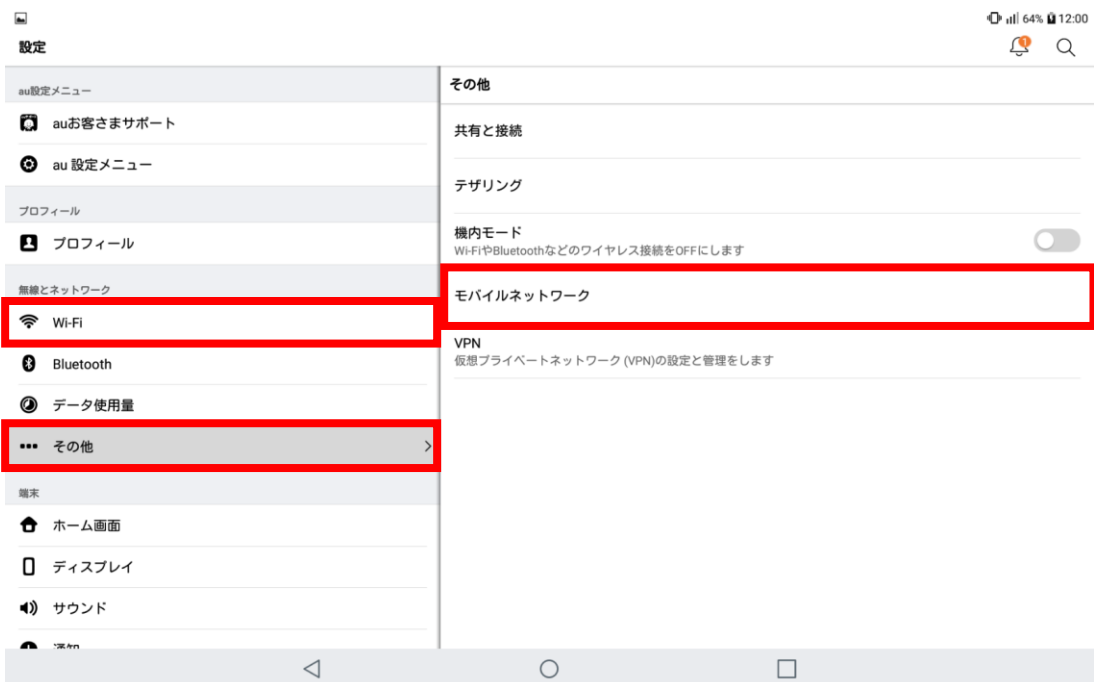 64% 12:00
設定
1
au設定メニュー
auお客さまサポート
au 設定メニュー
プロフィール
プロフィール
無線とネットワーク
Wi-Fi
Bluetooth
データ使用量
その他
端末
ホーム画面
ディスプレイ
サウンド
通知
その他
共有と接続
テザリング
機内モード
Wi-FiやBluetoothなどのワイヤレス接続をOFFにします
モバイルネットワーク
VPN
仮想プライベートネットワーク (VPN)の設定と管理をします